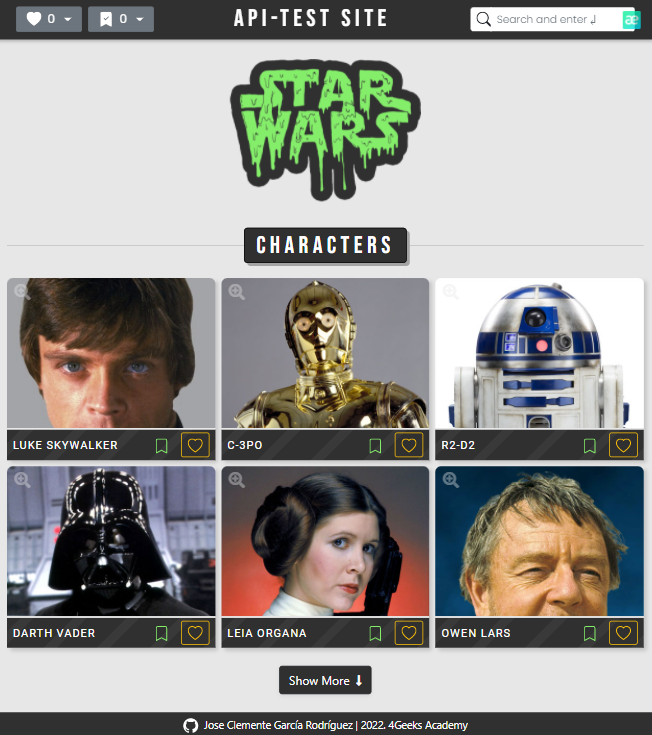 0
0
API-TEST SITE
Search and enter ↲
æ
STAR
WARS
CHARACTERS
LUKE SKYWALKER
C-3PO
R2-D2
DARTH VADER
LEIA ORGANA
OWEN LARS
Show More ⬇
Jose Clemente García Rodríguez | 2022. 4Geeks Academy